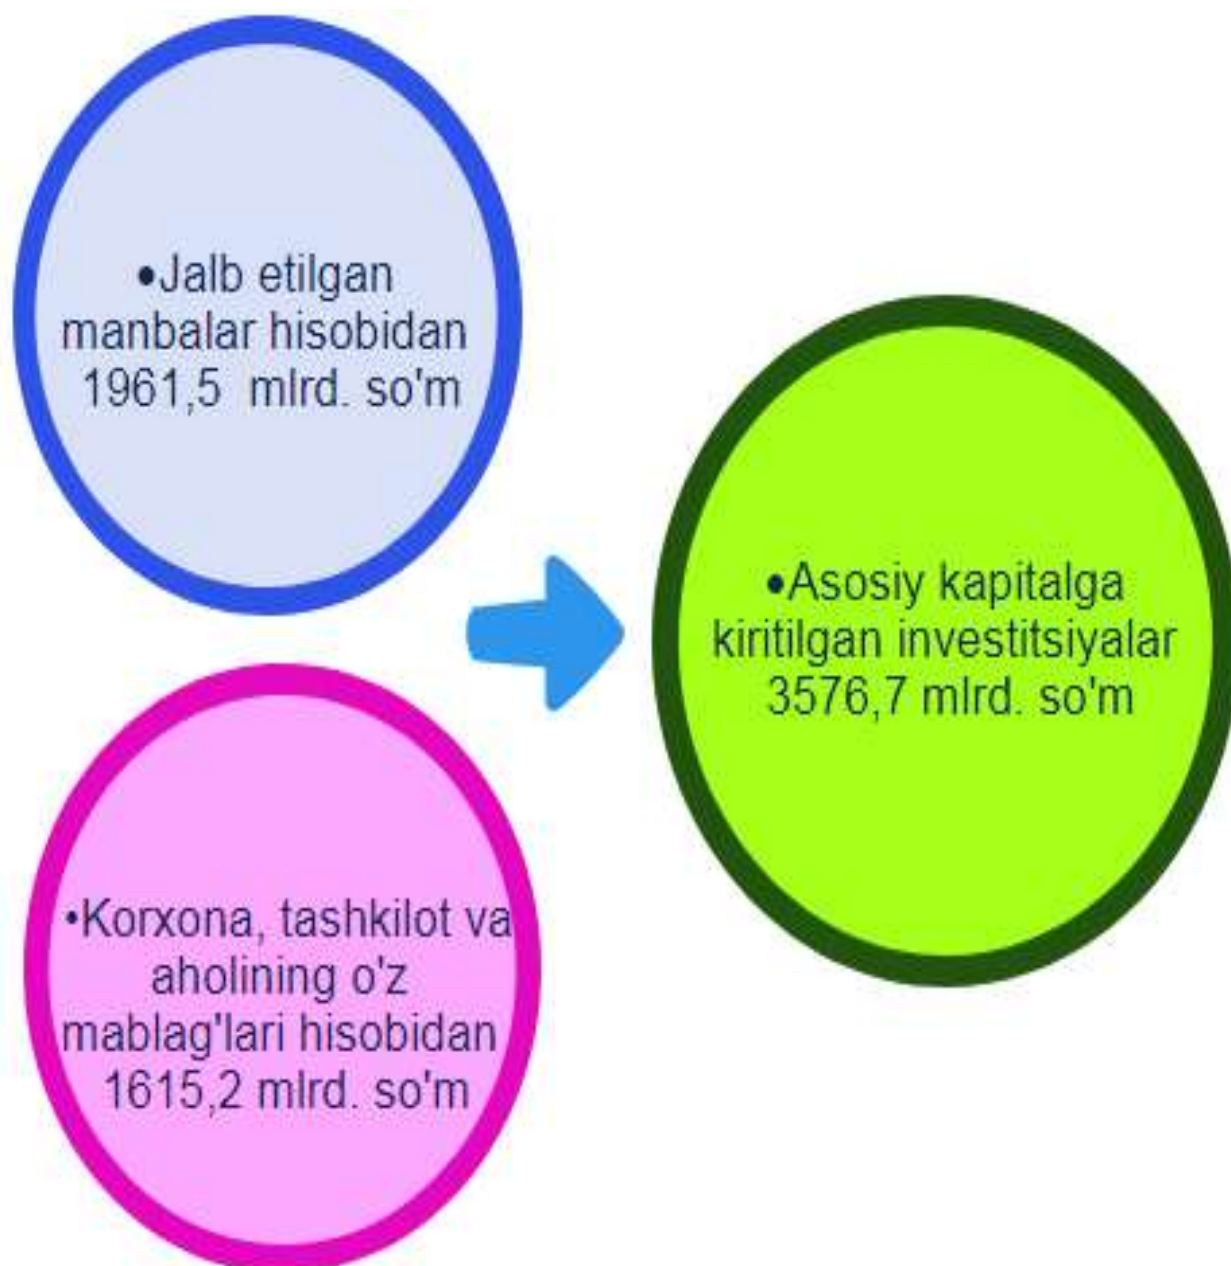 •Jalb etilgan
manbalar hisobidan
1961,5 mlrd. so'm
•Asosiy kapitalga
kiritilgan investitsiyalar
3576,7 mlrd. so'm
•Korxona, tashkilot va
aholining o'z
mablag'lari hisobidan
1615,2 mlrd. so'm